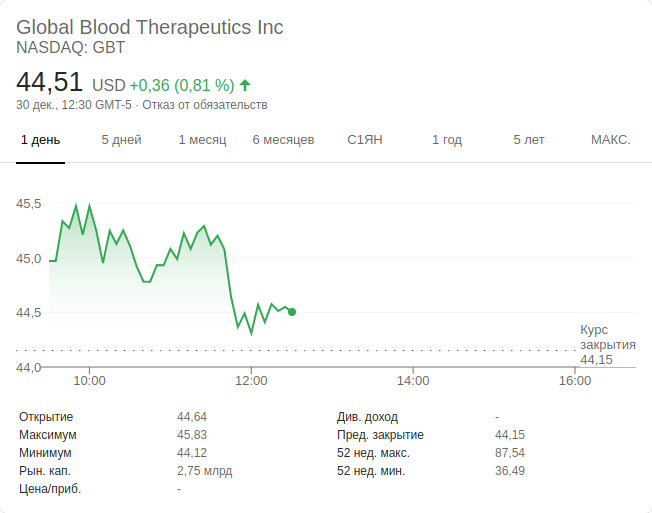 Global Blood Therapeutics Inc
NASDAQ: GBT
44,51 USD +0,36 (0,81 %)
30 дек., 12:30 GMT-5 · Отказ от обязательств
1 день 5 дней 1 месяц 6 месяцев С1ЯН 1 год 5 лет МАКС.
45,5
45,0
44,5
Курс
закрытия
44,15
44,0
10:00 12:00 14:00 16:00
Открытие 44,64 Див. доход -
Максимум 45,83 Пред. закрытие 44,15
Минимум 44,12 52 нед. макс. 87,54
Рын. кап. 2,75 млрд 52 нед. мин. 36,49
Цена/приб. -